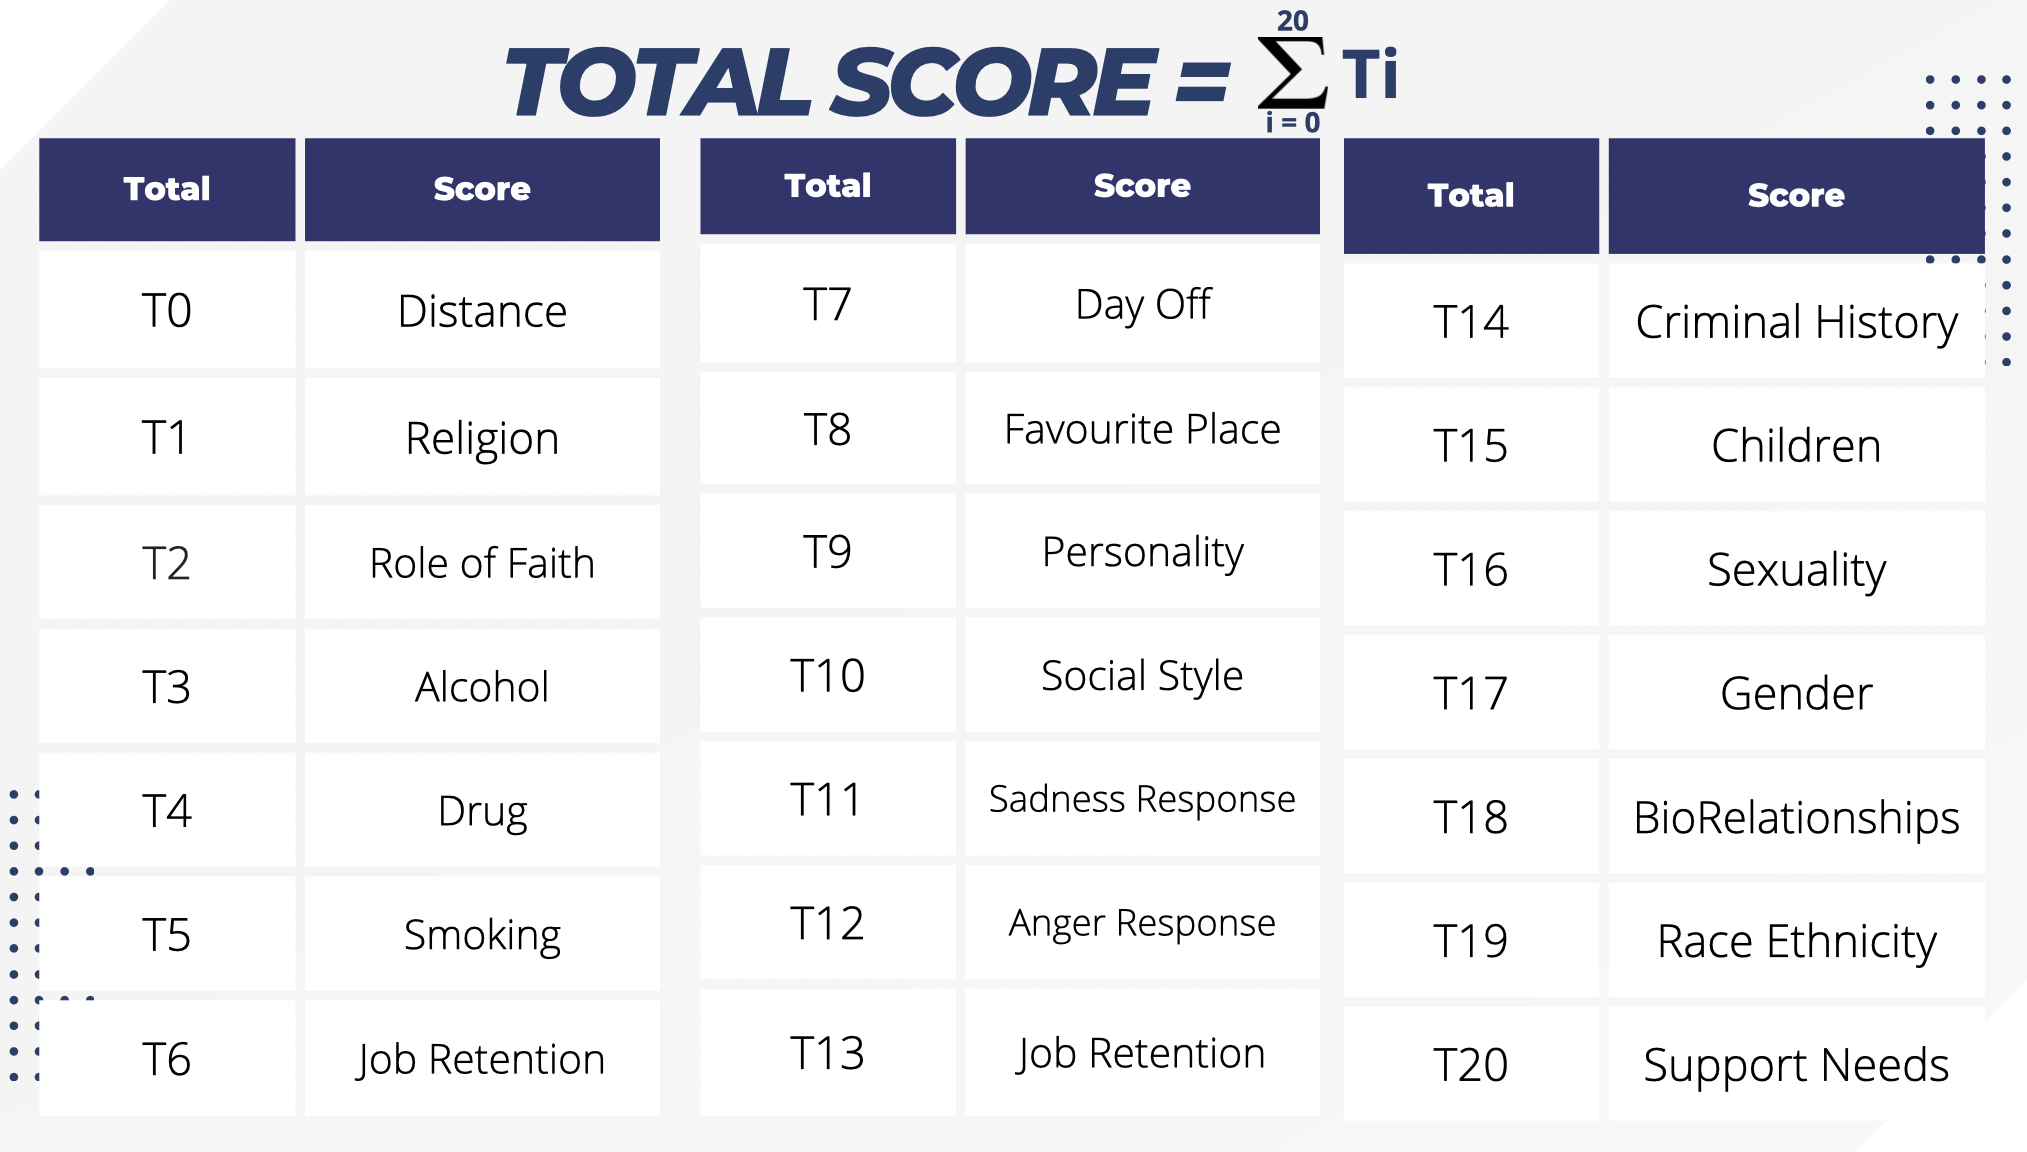 TOTAL SCORE = 20 Σ i = 0 Ti
Total Score
T0 Distance
T1 Religion
T2 Role of Faith
T3 Alcohol
T4 Drug
T5 Smoking
T6 Job Retention
Total Score
T7 Day Off
T8 Favourite Place
T9 Personality
T10 Social Style
T11 Sadness Response
T12 Anger Response
T13 Job Retention
Total Score
T14 Criminal History
T15 Children
T16 Sexuality
T17 Gender
T18 BioRelationships
T19 Race Ethnicity
T20 Support Needs